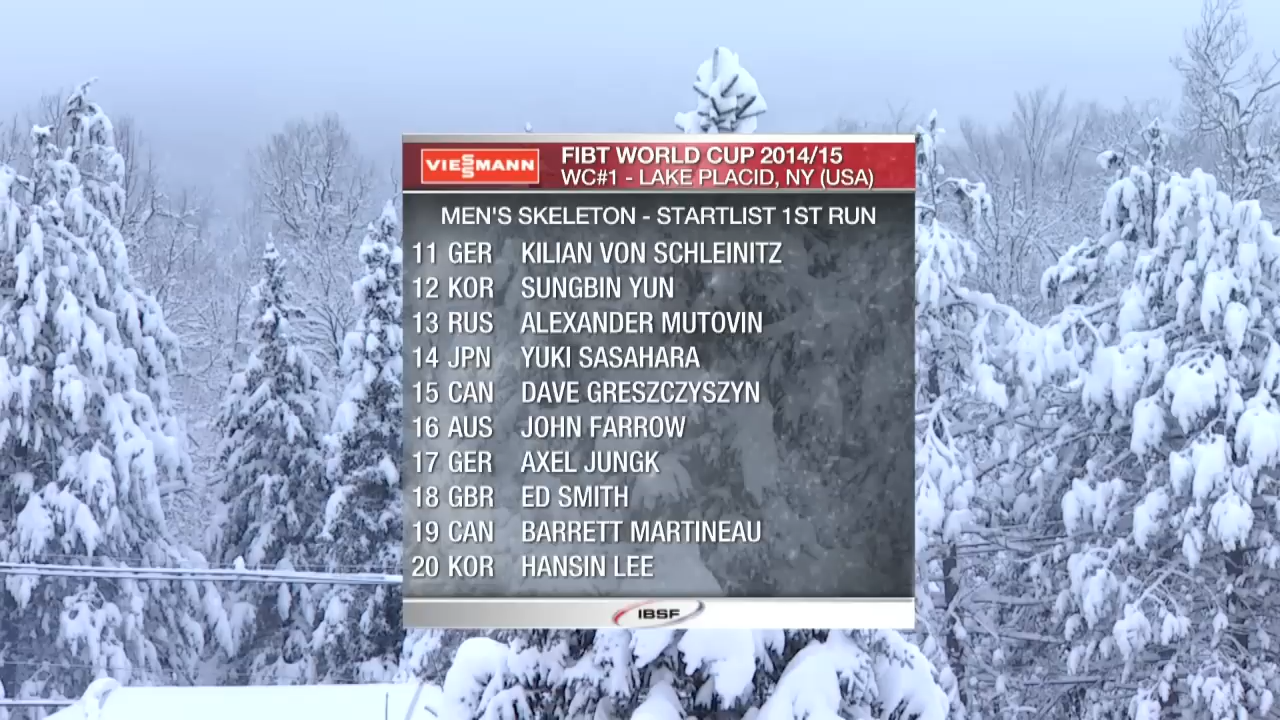 VIESSMANN
FIBT WORLD CUP 2014/15
WC#1 - LAKE PLACID, NY (USA)
MEN'S SKELETON - STARTLIST 1ST RUN
11 GER KILIAN VON SCHLEINITZ
12 KOR SUNGBIN YUN
13 RUS ALEXANDER MUTOVIN
14 JPN YUKI SASAHARA
15 CAN DAVE GRESZCZYSZYN
16 AUS JOHN FARROW
17 GER AXEL JUNGK
18 GBR ED SMITH
19 CAN BARRETT MARTINEAU
20 KOR HANSIN LEE
IBSF